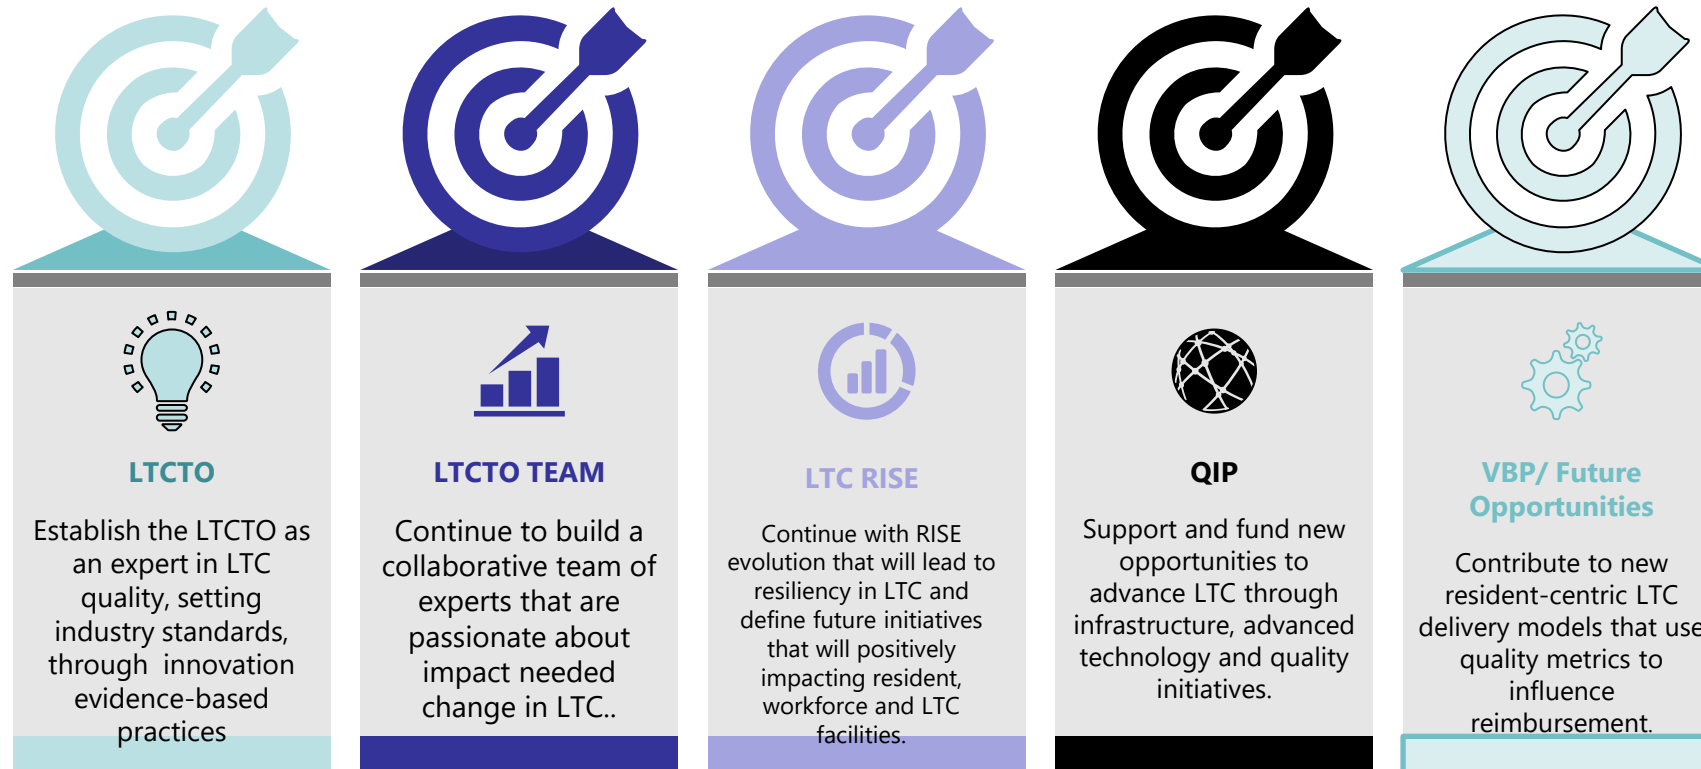 LTCTO
Establish the LTCTO as
an expert in LTC
quality, setting
industry standards,
through innovation
evidence-based
practices
LTCTO TEAM
Continue to build a
collaborative team of
experts that are
passionate about
impact needed
change in LTC..
LTC RISE
Continue with RISE
evolution that will lead to
resiliency in LTC and
define future initiatives
that will positively
impacting resident,
workforce and LTC
facilities.
QIP
Support and fund new
opportunities to
advance LTC through
infrastructure, advanced
technology and quality
initiatives.
VBP/ Future
Opportunities
Contribute to new
resident-centric LTC
delivery models that use
quality metrics to
influence
reimbursement.